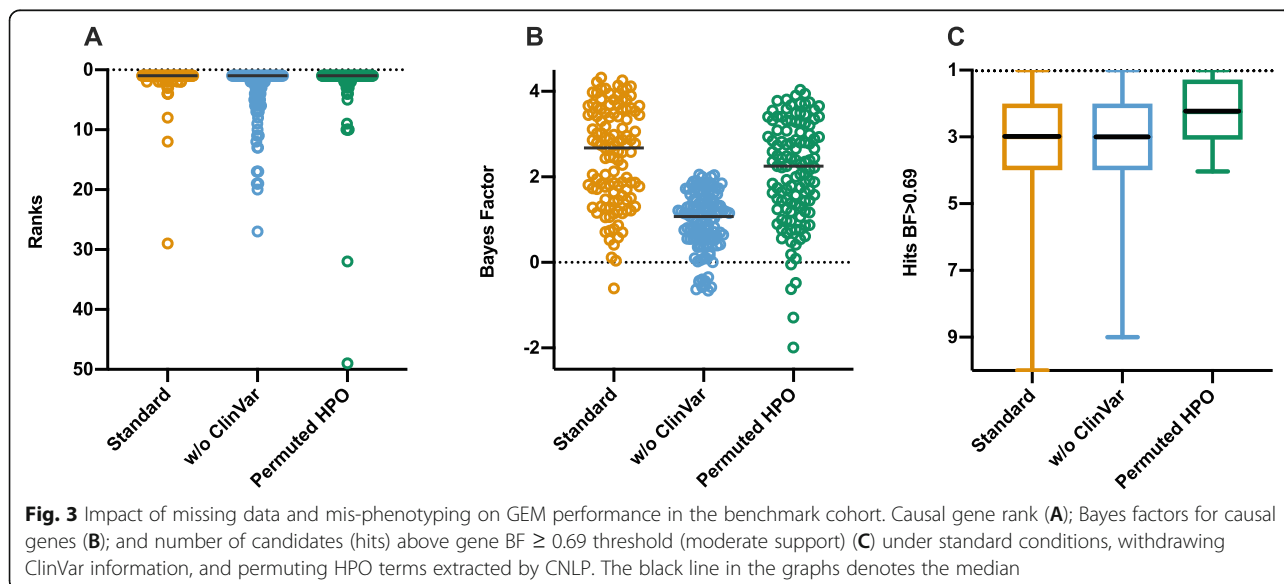 A
Ranks
0
10
20
30
40
50
Standard
w/o ClinVar
Permuted HPO
B
Bayes Factor
4
2
0
-2
Standard
w/o ClinVar
Permuted HPO
C
Hits BF>0.69
1
3
5
7
9
Standard
w/o ClinVar
Permuted HPO
Fig. 3 Impact of missing data and mis-phenotyping on GEM performance in the benchmark cohort. Causal gene rank (A); Bayes factors for causal
genes (B); and number of candidates (hits) above gene BF ≥ 0.69 threshold (moderate support) (C) under standard conditions, withdrawing
ClinVar information, and permuting HPO terms extracted by CNLP. The black line in the graphs denotes the median